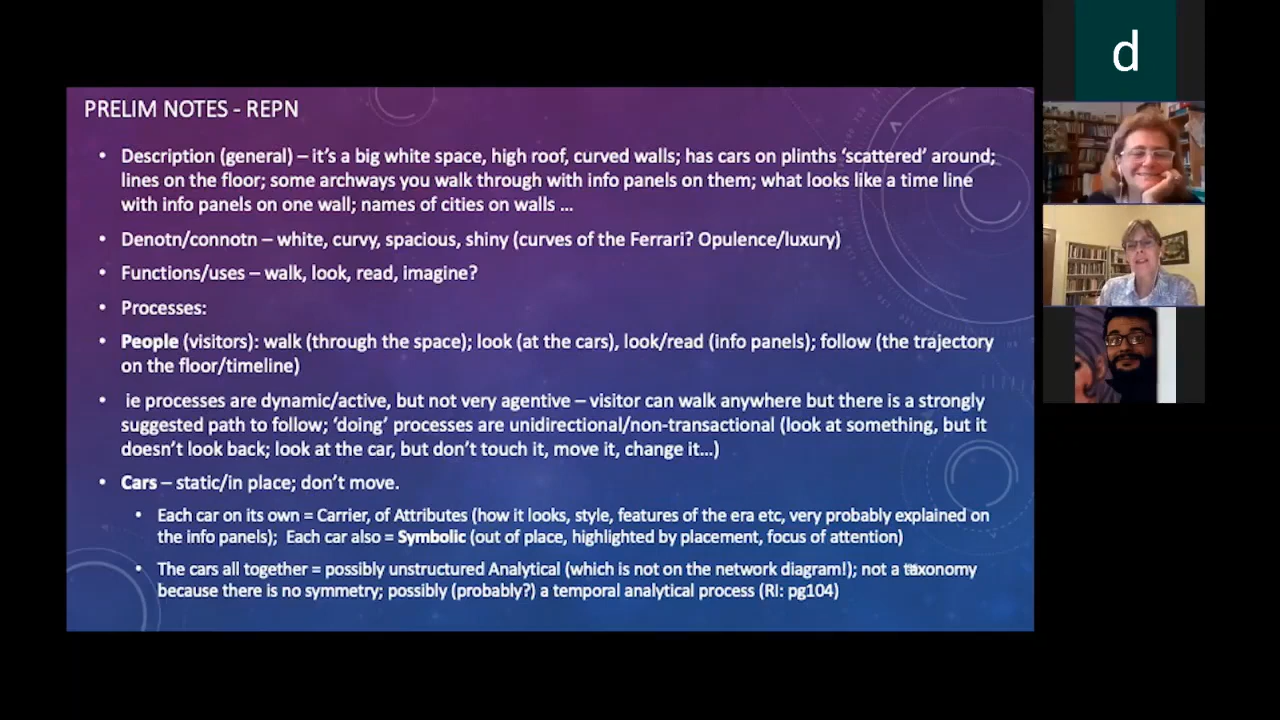 PRELIM NOTES - REPN
• Description (general) – it's a big white space, high roof, curved walls; has cars on plinths 'scattered' around;
lines on the floor; some archways you walk through with info panels on them; what looks like a time line
with info panels on one wall; names of cities on walls ...
• Denotn/connotn – white, curvy, spacious, shiny (curves of the Ferrari? Opulence/luxury)
• Functions/uses – walk, look, read, imagine?
• Processes:
• People (visitors): walk (through the space); look (at the cars), look/read (info panels); follow (the trajectory
on the floor/timeline)
• ie processes are dynamic/active, but not very agentive – visitor can walk anywhere but there is a strongly
suggested path to follow; 'doing' processes are unidirectional/non-transactional (look at something, but it
doesn't look back; look at the car, but don't touch it, move it, change it...)
• Cars – static/in place; don't move.
• Each car on its own = Carrier, of Attributes (how it looks, style, features of the era etc, very probably explained on
the info panels); Each car also = Symbolic (out of place, highlighted by placement, focus of attention)
• The cars all together = possibly unstructured Analytical (which is not on the network diagram!); not a taxonomy
because there is no symmetry; possibly (probably?) a temporal analytical process (RI: pg104)
d